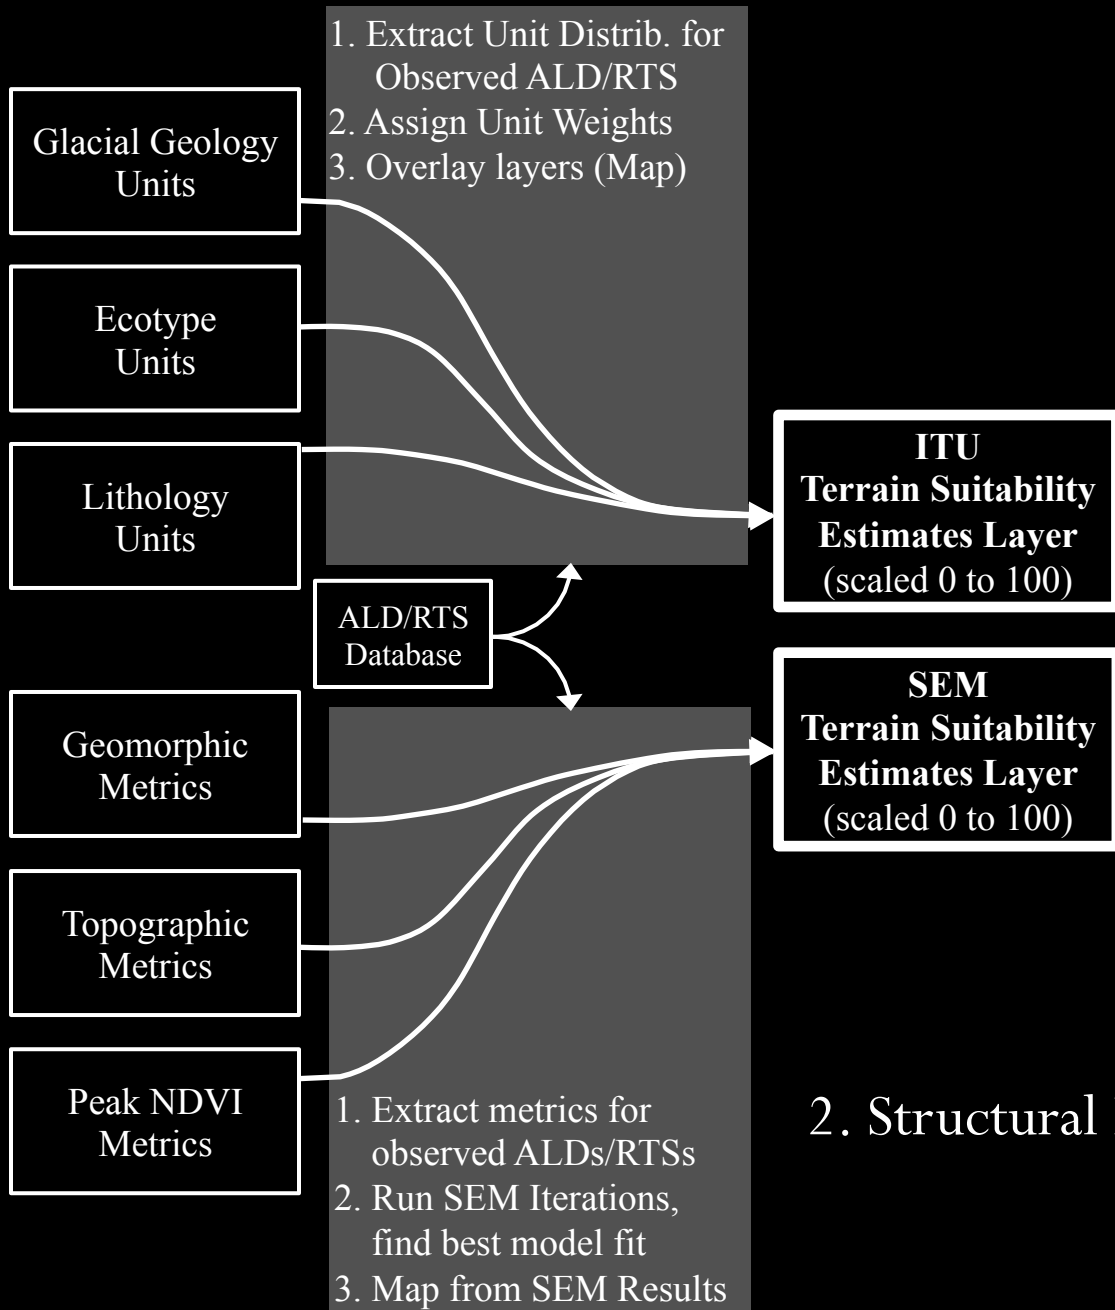 1. Extract Unit Distrib. for
Observed ALD/RTS
2. Assign Unit Weights
3. Overlay layers (Map)
Glacial Geology
Units
Ecotype
Units
Lithology
Units
ITU
Terrain Suitability
Estimates Layer
(scaled 0 to 100)
ALD/RTS
Database
SEM
Terrain Suitability
Estimates Layer
(scaled 0 to 100)
Geomorphic
Metrics
Topographic
Metrics
Peak NDVI
Metrics
1. Extract metrics for
observed ALDs/RTSs
2. Run SEM Iterations,
find best model fit
3. Map from SEM Results
2. Structural